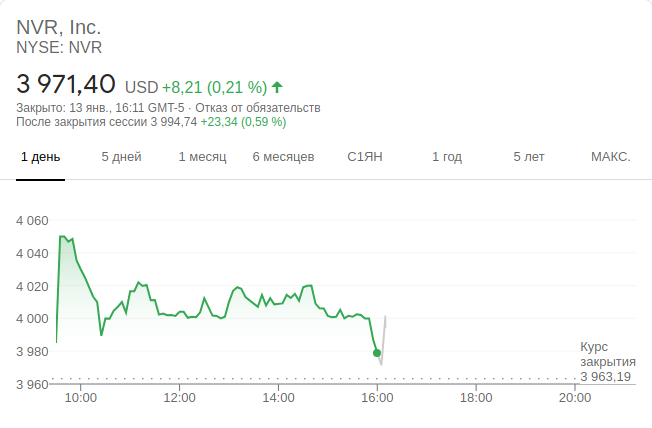 NVR, Inc.
NYSE: NVR
3 971,40 USD +8,21 (0,21 %)
Закрыто: 13 янв., 16:11 GMT-5 · Отказ от обязательств
После закрытия сессии 3 994,74 +23,34 (0,59 %)
1 день 5 дней 1 месяц 6 месяцев С1ЯН 1 год 5 лет МАКС.
4 060
4 040
4 020
4 000
3 980
Курс
закрытия
3 963,19
3 960
10:00 12:00 14:00 16:00 18:00 20:00